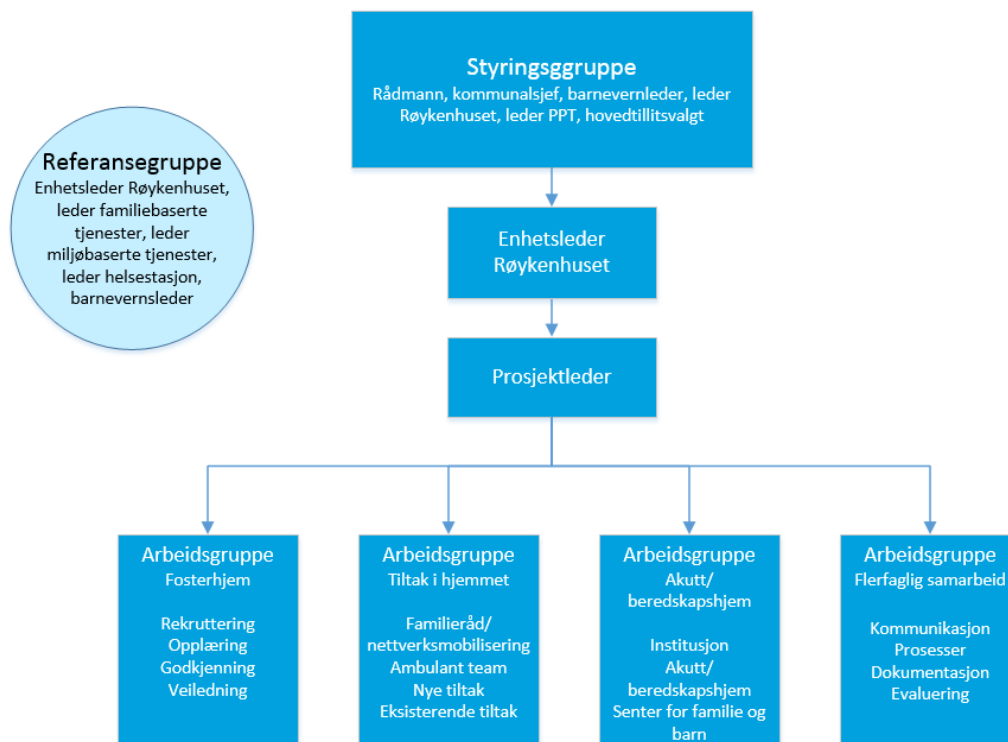 Styringsggruppe
Rådmann, kommunalsjef, barnevernleder, leder
Røykenhuset, leder PPT, hovedtillitsvalgt
Referansegruppe
Enhetsleder Røykenhuset,
leder familiebaserte
tjenester, leder
miljøbaserte tjenester,
leder helsestasjon,
barnevernsleder
Enhetsleder
Røykenhuset
Prosjektleder
Arbeidsgruppe
Fosterhjem
Rekruttering
Opplæring
Godkjenning
Veiledning
Arbeidsgruppe
Tiltak i hjemmet
Familieråd/
nettverksmobilisering
Ambulant team
Nye tiltak
Eksisterende tiltak
Arbeidsgruppe
Akutt/
beredskapshjem
Institusjon
Akutt/
beredskapshjem
Senter for familie og
barn
Arbeidsgruppe
Flerfaglig samarbeid
Kommunikasjon
Prosesser
Dokumentasjon
Evaluering